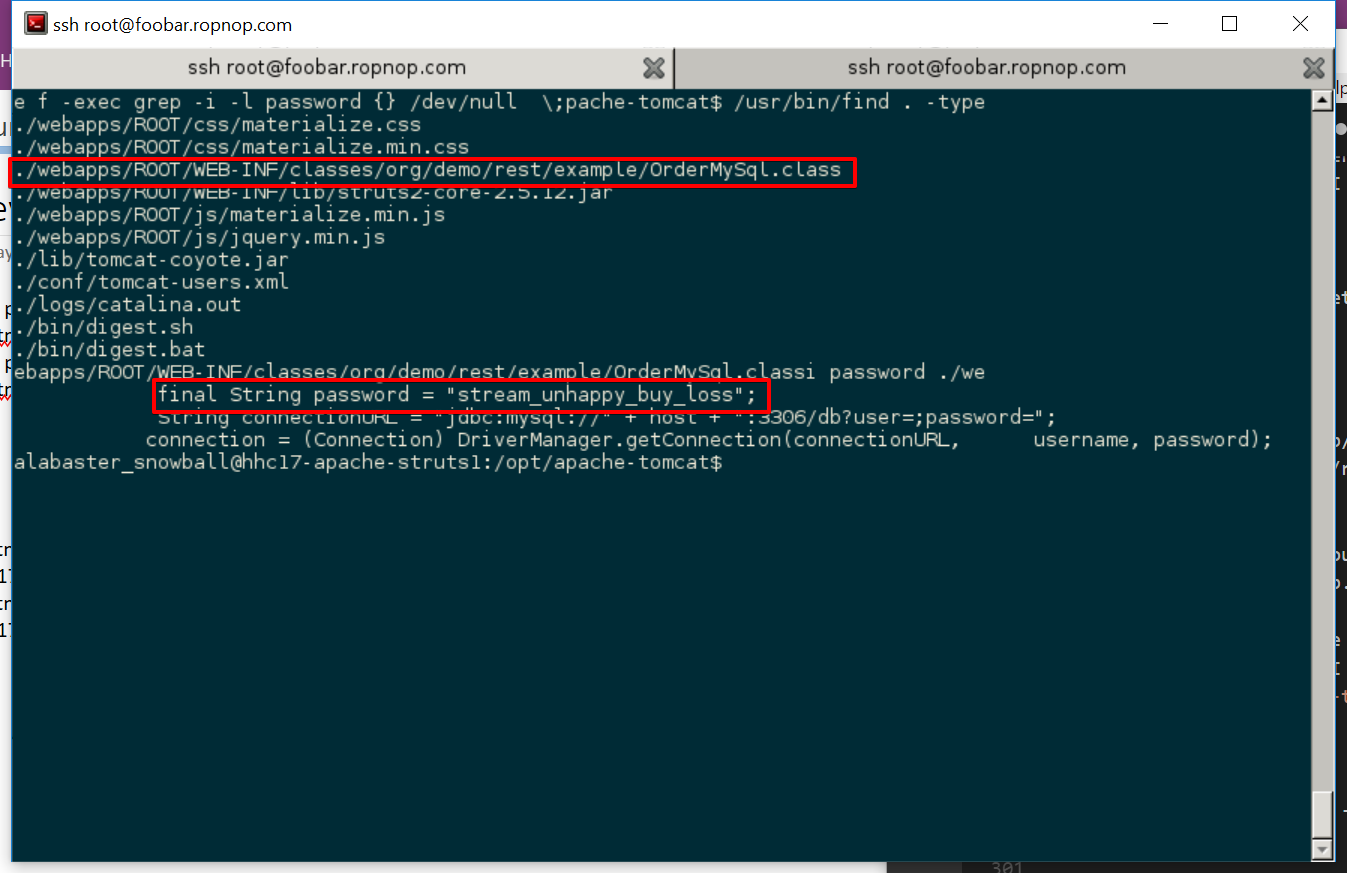 ssh root@foobar.ropnop.com
ssh root@foobar.ropnop.com ssh root@foobar.ropnop.com
e f -exec grep -i -l password {} /dev/null  \;pache-tomcat$ /usr/bin/find . -type
./webapps/ROOT/css/materialize.css
./webapps/ROOT/css/materialize.min.css
./webapps/ROOT/WEB-INF/classes/org/demo/rest/example/OrderMySql.class
./webapps/ROOT/WEB-INF/lib/struts2-core-2.5.12.jar
./webapps/ROOT/js/materialize.min.js
./webapps/ROOT/js/jquery.min.js
./lib/tomcat-coyote.jar
./conf/tomcat-users.xml
./logs/catalina.out
./bin/digest.sh
./bin/digest.bat
ebapps/ROOT/WEB-INF/classes/org/demo/rest/example/OrderMySql.classi password ./we
final String password = "stream_unhappy_buy_loss";
String connectionURL = "jdbc:mysql://" + host + ":3306/db?user=;password=";
connection = (Connection) DriverManager.getConnection(connectionURL,      username, password);
alabaster_snowball@hhc17-apache-struts1:/opt/apache-tomcat$
301